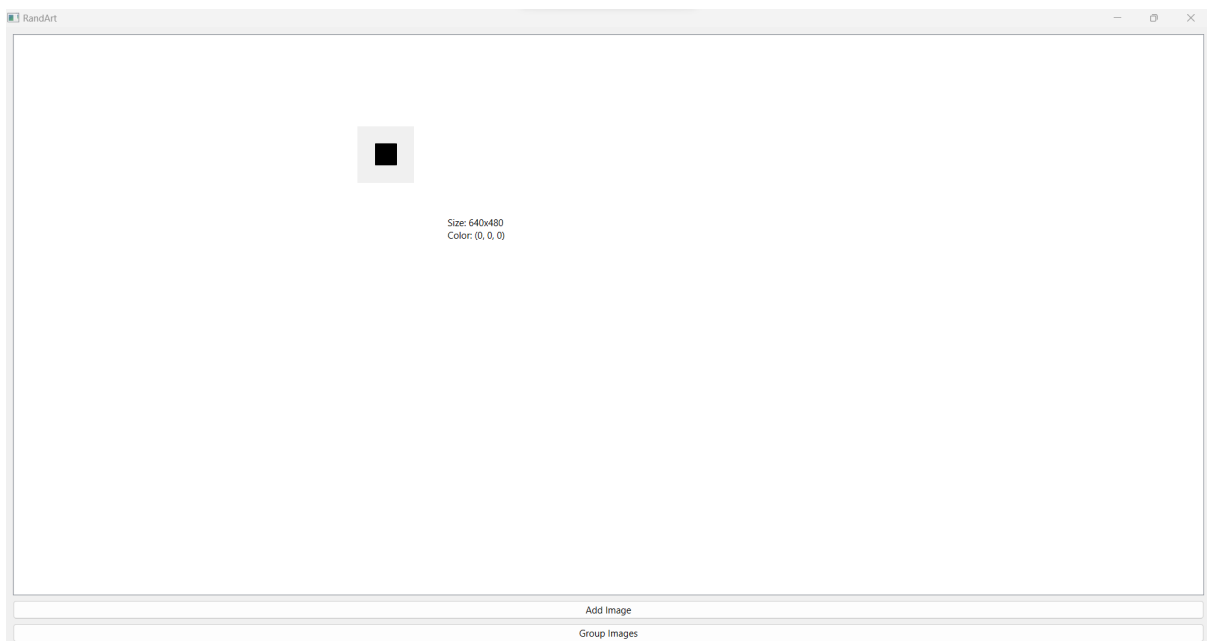 RandArt
Size: 640x480
Color: (0, 0, 0)
Add Image
Group Images